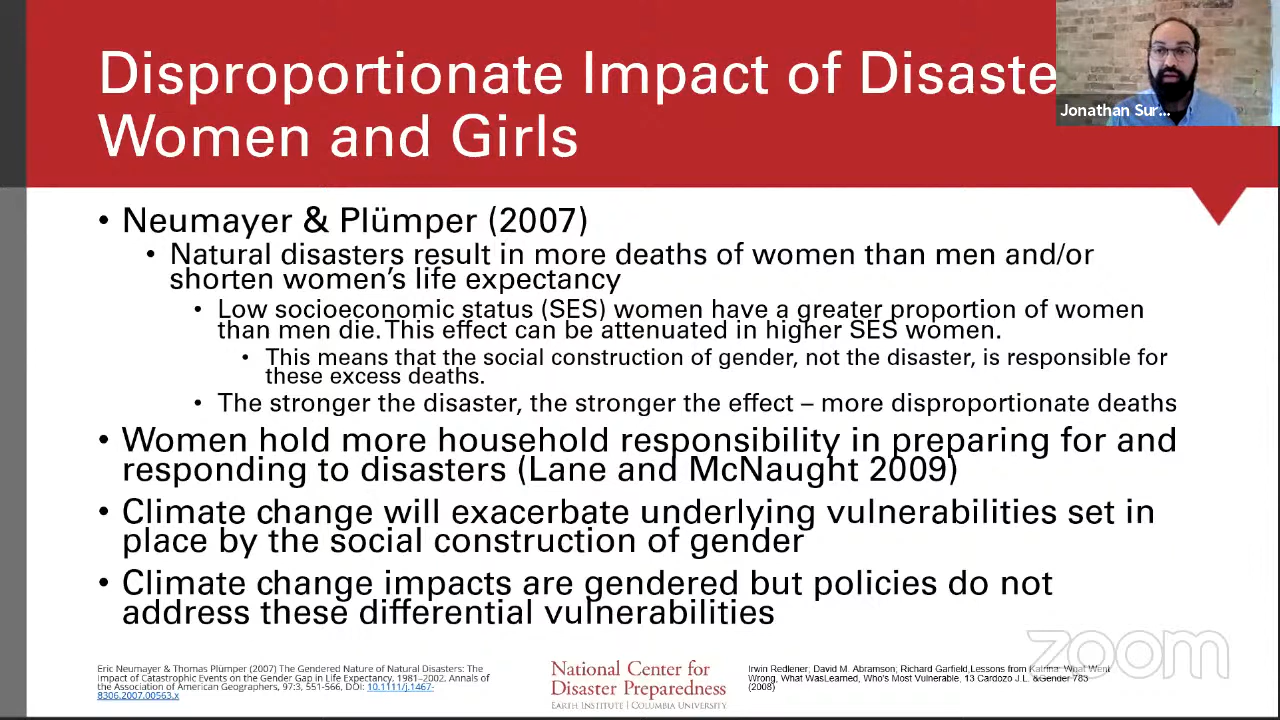 Disproportionate Impact of Disaste
Women and Girls
Jonathan Sur...
• Neumayer & Plümper (2007)
• Natural disasters result in more deaths of women than men and/or
shorten women's life expectancy
• Low socioeconomic status (SES) women have a greater proportion of women
than men die. This effect can be attenuated in higher SES women.
• This means that the social construction of gender, not the disaster, is responsible for
these excess deaths.
• The stronger the disaster, the stronger the effect – more disproportionate deaths
• Women hold more household responsibility in preparing for and
responding to disasters (Lane and McNaught 2009)
• Climate change will exacerbate underlying vulnerabilities set in
place by the social construction of gender
• Climate change impacts are gendered but policies do not
address these differential vulnerabilities
Eric Neumayer & Thomas Plümper (2007) The Gendered Nature of Natural Disasters: The
Impact of Catastrophic Events on the Gender Gap in Life Expectancy, 1981–2002. Annals of
the Association of American Geographers, 97:3, 551-566, DOI: 10.1111/j.1467-
8306.2007.00563.x
National Center for
Disaster Preparedness
EARTH INSTITUTE | COLUMBIA UNIVERSITY
Irwin Redlener; David M. Abramson; Richard Garfield,Lessons from Katrina: What Went
Wrong, What WasLearned, Who's Most Vulnerable, 13 Cardozo J.L. &Gender 783
(2008)
zoom